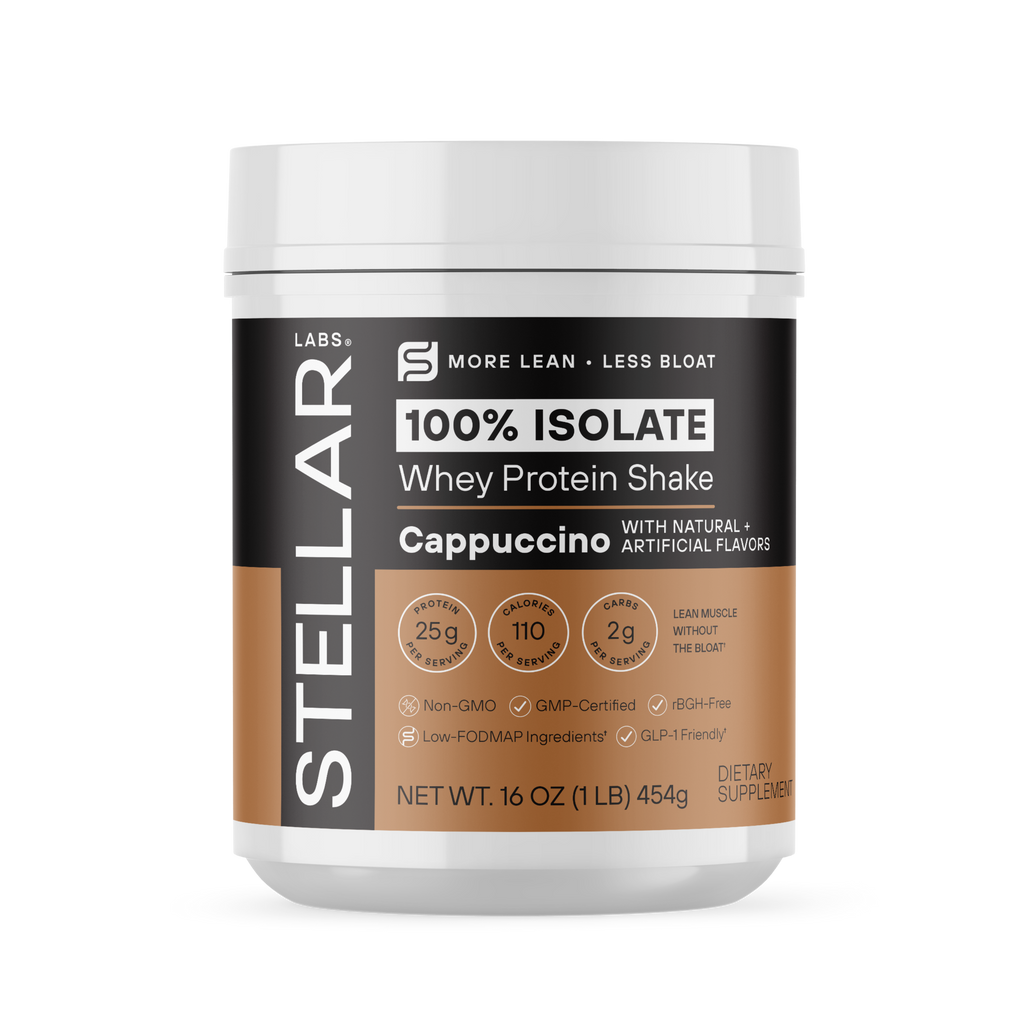 LABS®
STELLAR
MORE LEAN • LESS BLOAT
100% ISOLATE
Whey Protein Shake
Cappuccino
WITH NATURAL +
ARTIFICIAL FLAVORS
PROTEIN
25g
PER SERVING
CALORIES
110
PER SERVING
CARBS
2g
PER SERVING
LEAN MUSCLE
WITHOUT
THE BLOAT†
Non-GMO
GMP-Certified
rBGH-Free
Low-FODMAP Ingredients†
GLP-1 Friendly†
NET WT. 16 OZ (1 LB) 454g
DIETARY
SUPPLEMENT